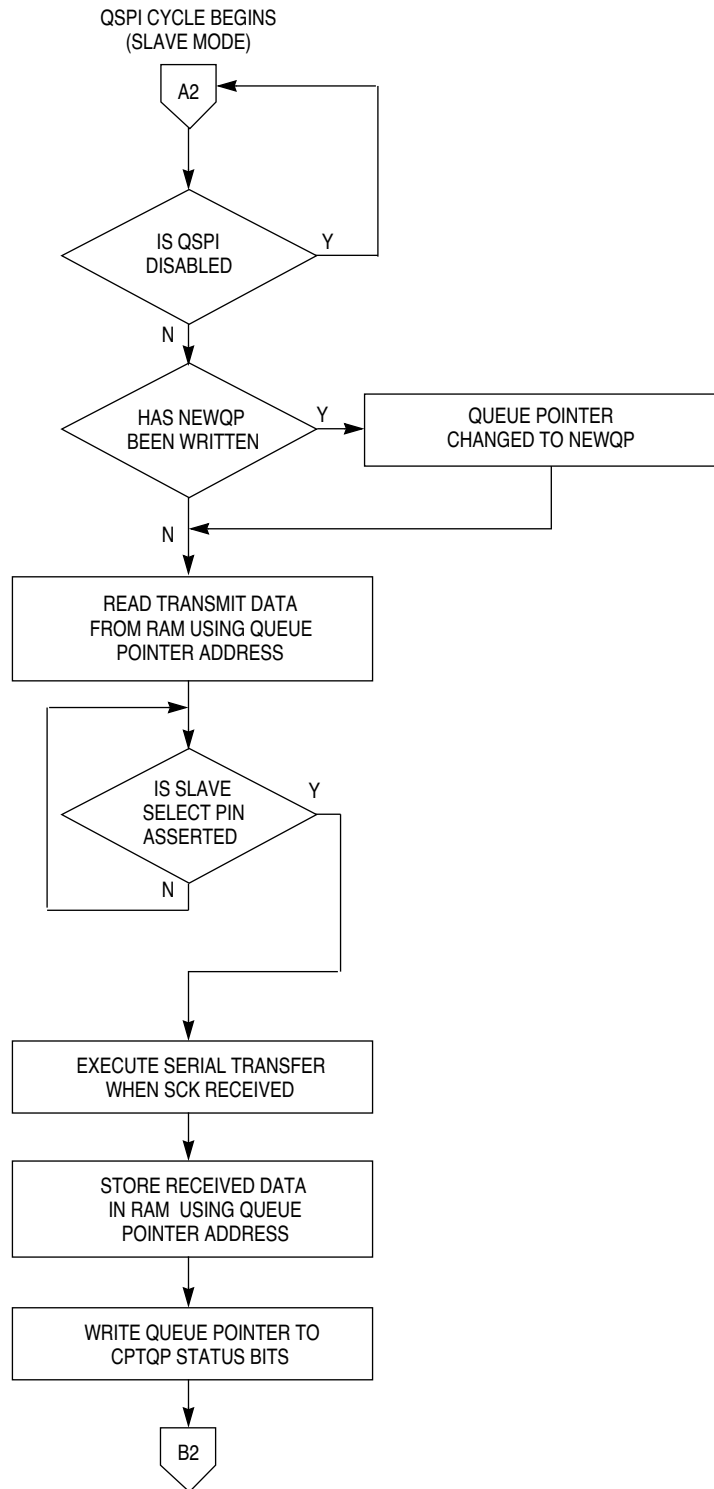 QSPI CYCLE BEGINS
(SLAVE MODE)
A2
IS QSPI
DISABLED
Y
N
HAS NEWQP
BEEN WRITTEN
Y
QUEUE POINTER
CHANGED TO NEWQP
N
READ TRANSMIT DATA
FROM RAM USING QUEUE
POINTER ADDRESS
IS SLAVE
SELECT PIN
ASSERTED
Y
N
EXECUTE SERIAL TRANSFER
WHEN SCK RECEIVED
STORE RECEIVED DATA
IN RAM USING QUEUE
POINTER ADDRESS
WRITE QUEUE POINTER TO
CPTQP STATUS BITS
B2